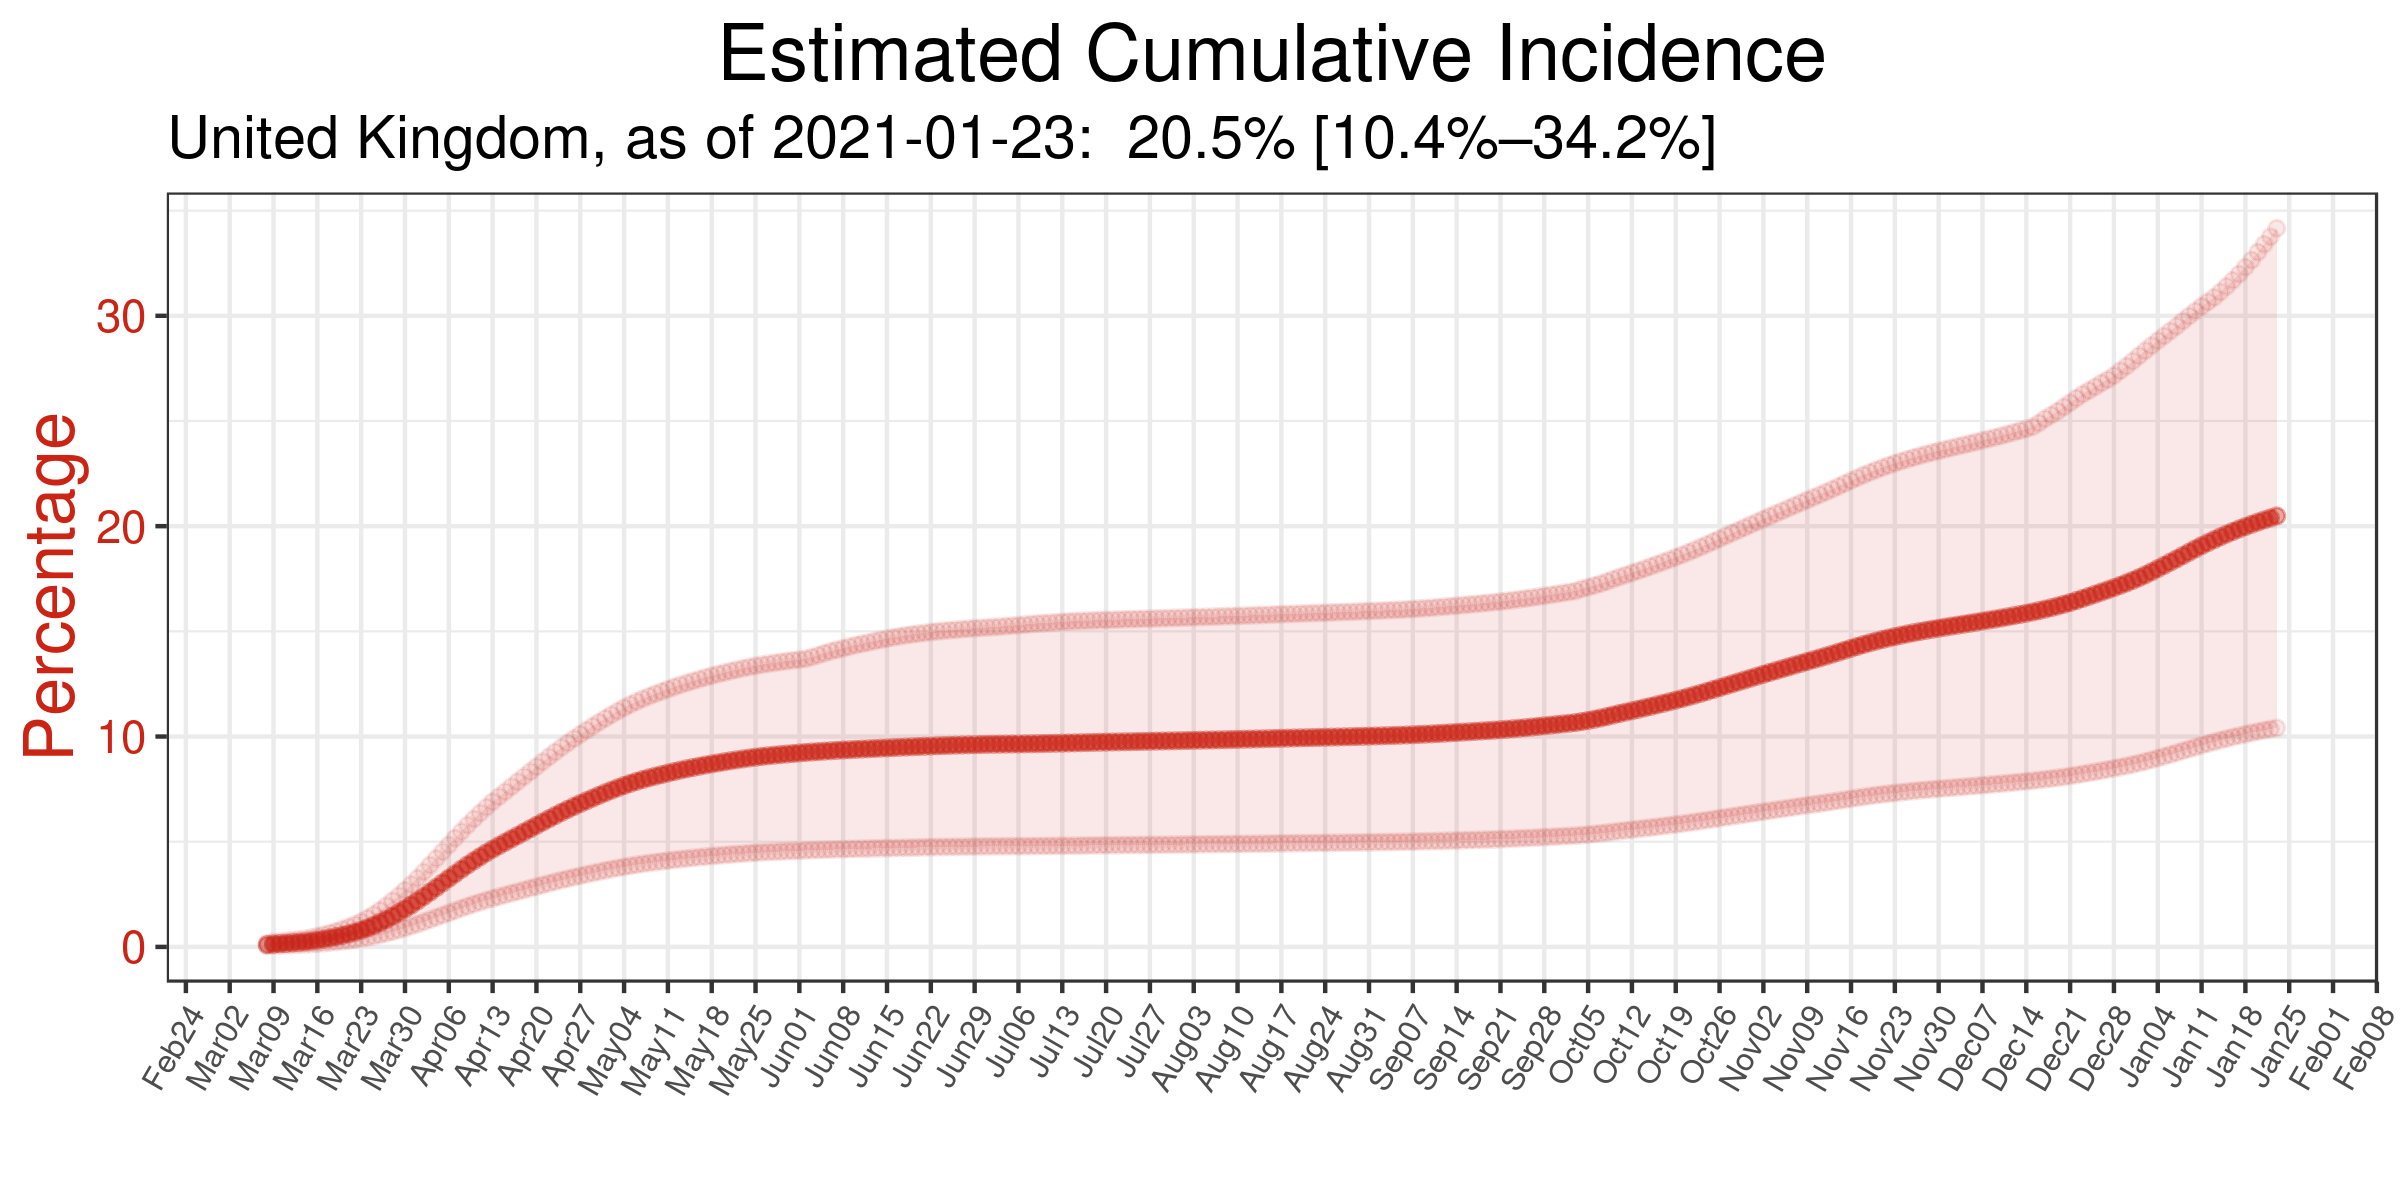 Estimated Cumulative Incidence
United Kingdom, as of 2021-01-23:  20.5% [10.4%–34.2%]
Percentage
30
20
10
0
Feb24
Mar02
Mar09
Mar16
Mar23
Mar30
Apr06
Apr13
Apr20
Apr27
May04
May11
May18
May25
Jun01
Jun08
Jun15
Jun22
Jun29
Jul06
Jul13
Jul20
Jul27
Aug03
Aug10
Aug17
Aug24
Aug31
Sep07
Sep14
Sep21
Sep28
Oct05
Oct12
Oct19
Oct26
Nov02
Nov09
Nov16
Nov23
Nov30
Dec07
Dec14
Dec21
Dec28
Jan04
Jan11
Jan18
Jan25
Feb01
Feb08